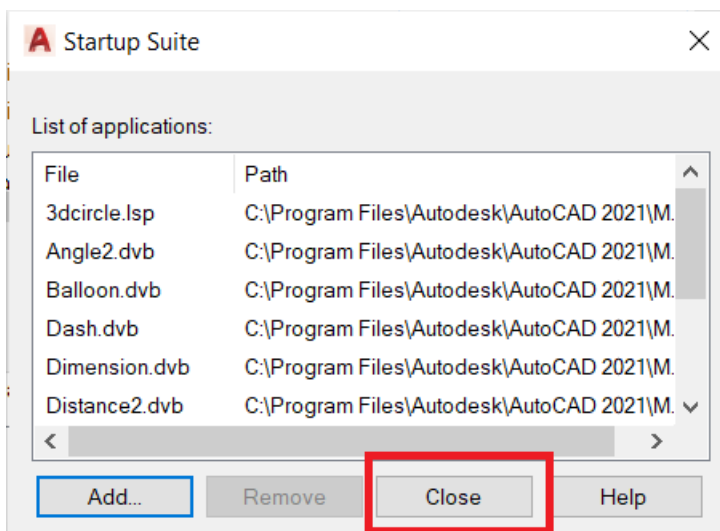 Startup Suite
List of applications:
File Path
3dcircle.lsp C:\Program Files\Autodesk\AutoCAD 2021\M.
Angle2.dvb C:\Program Files\Autodesk\AutoCAD 2021\M.
Balloon.dvb C:\Program Files\Autodesk\AutoCAD 2021\M.
Dash.dvb C:\Program Files\Autodesk\AutoCAD 2021\M.
Dimension.dvb C:\Program Files\Autodesk\AutoCAD 2021\M.
Distance2.dvb C:\Program Files\Autodesk\AutoCAD 2021\M.
Add... Remove Close Help